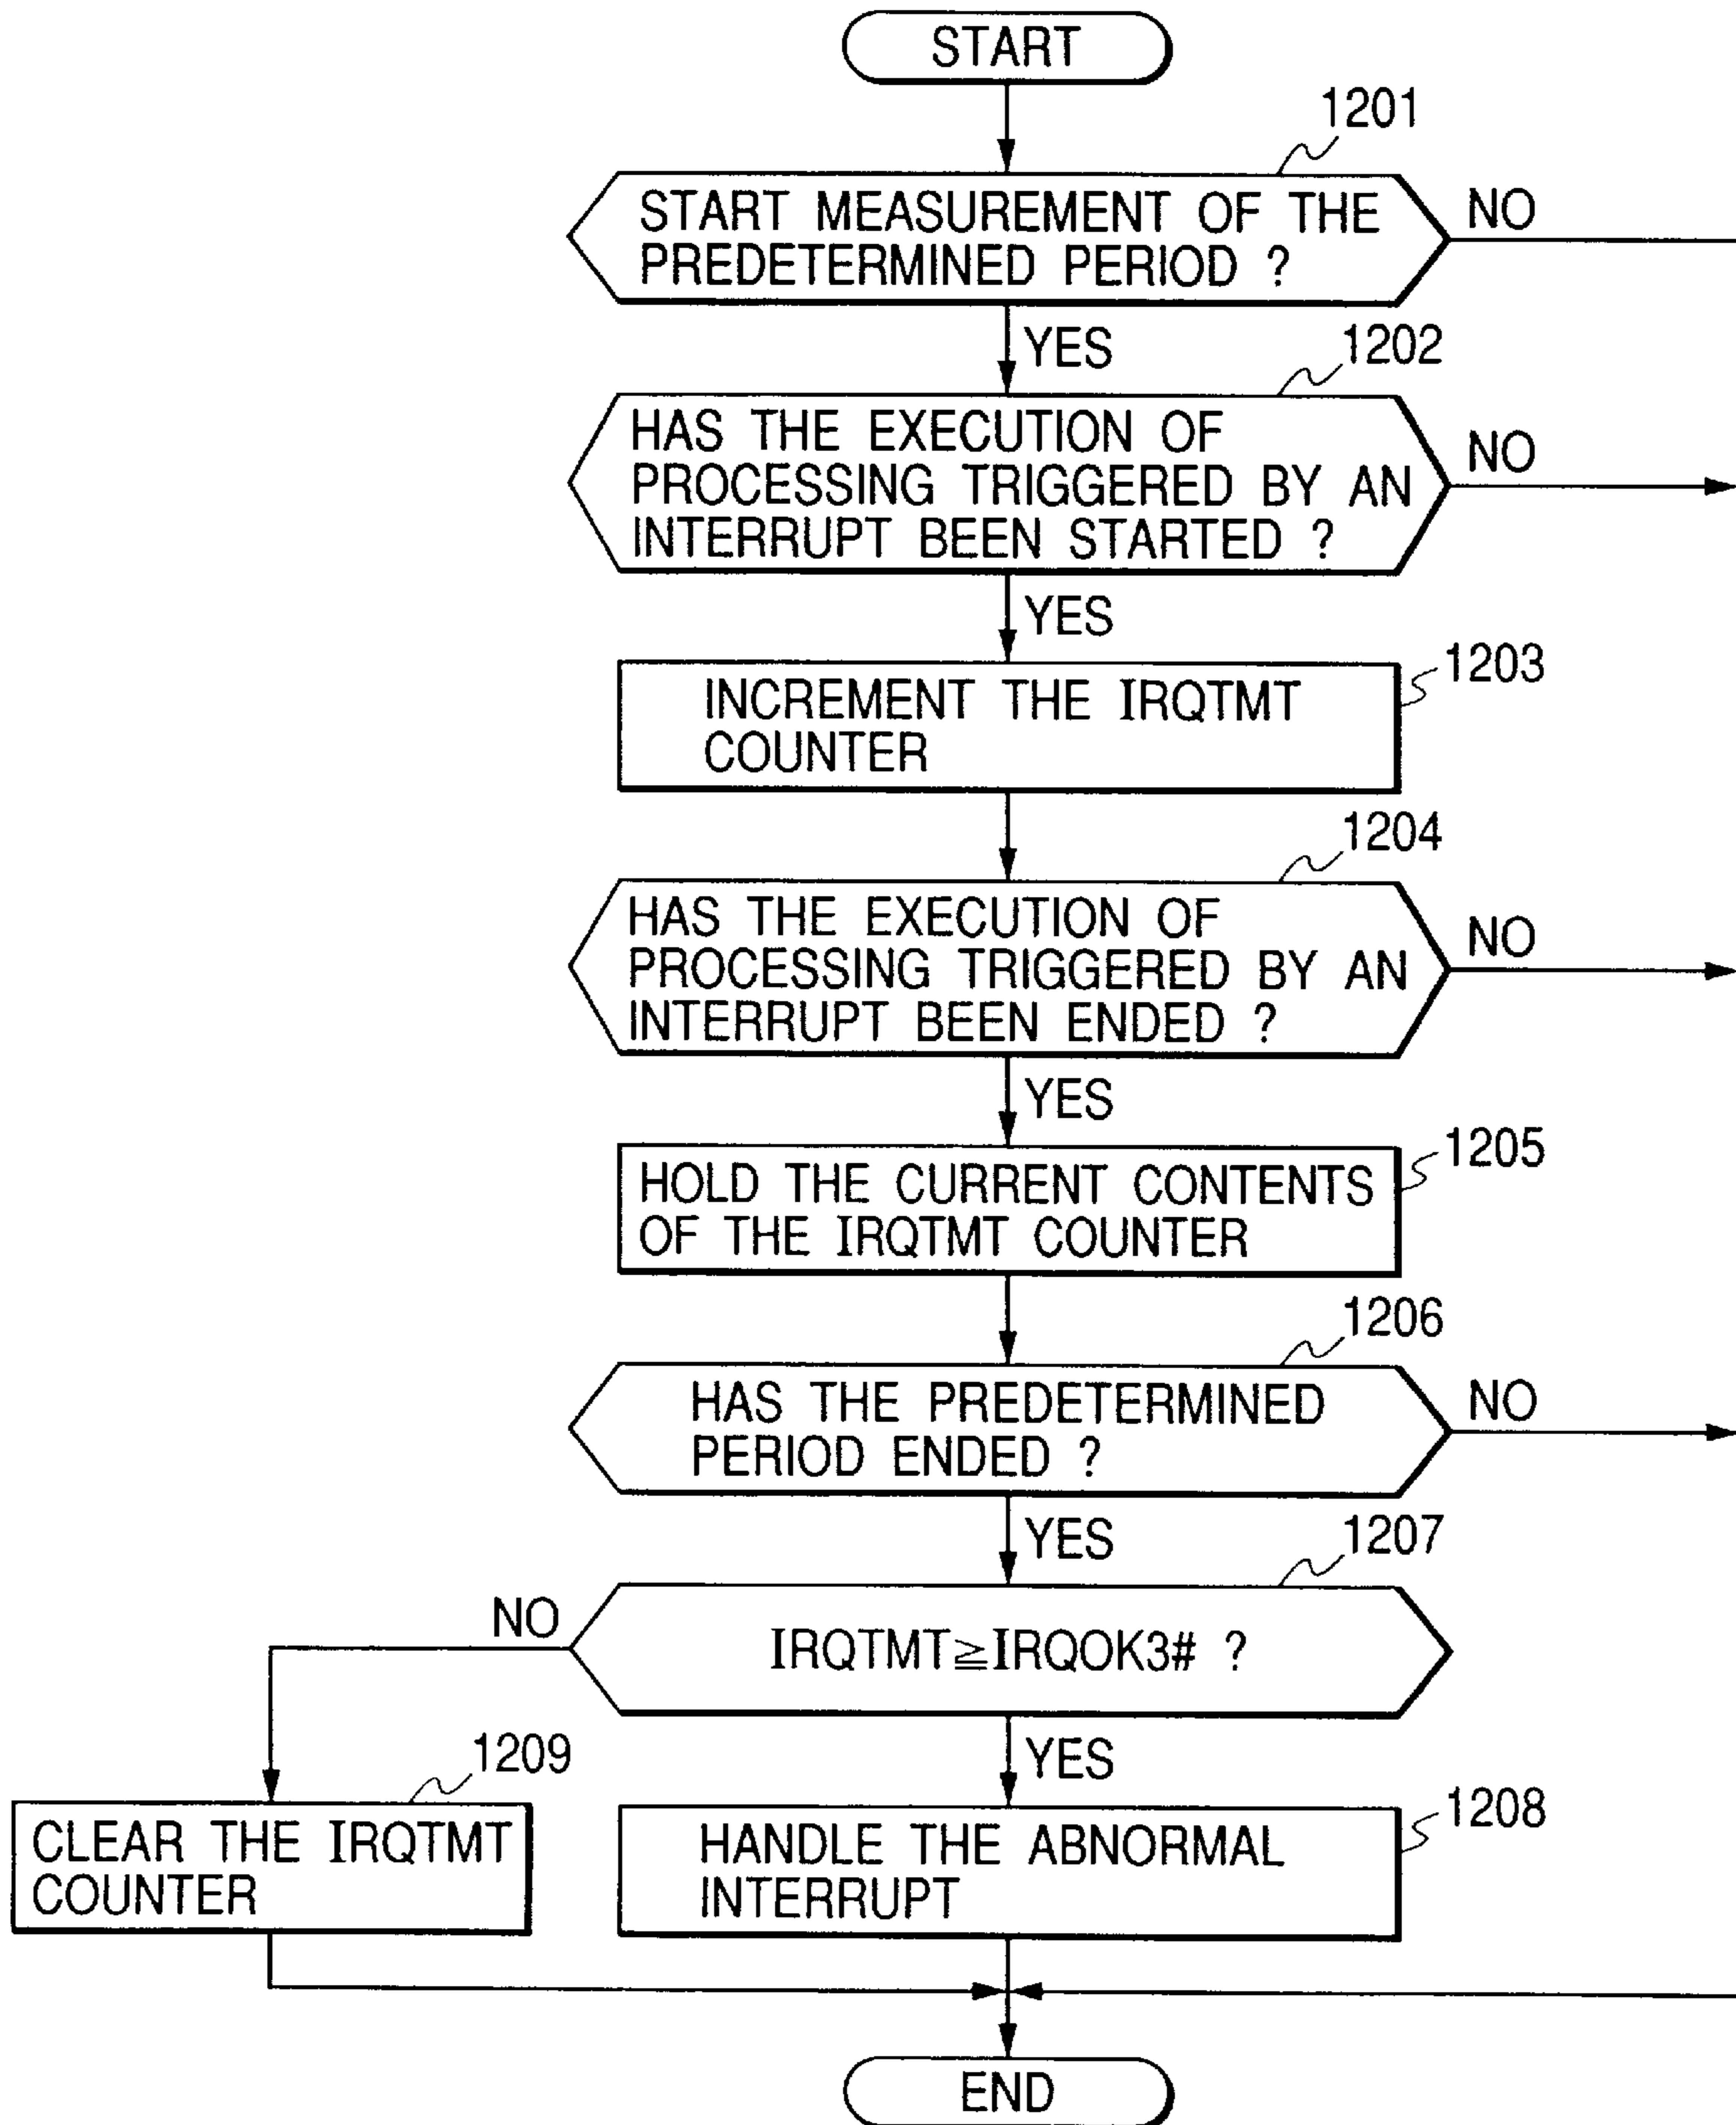 START
1201
START MEASUREMENT OF THE
PREDETERMINED PERIOD ?
NO
YES
1202
HAS THE EXECUTION OF
PROCESSING TRIGGERED BY AN
INTERRUPT BEEN STARTED ?
NO
YES
1203
INCREMENT THE IRQTMT
COUNTER
1204
HAS THE EXECUTION OF
PROCESSING TRIGGERED BY AN
INTERRUPT BEEN ENDED ?
NO
YES
1205
HOLD THE CURRENT CONTENTS
OF THE IRQTMT COUNTER
1206
HAS THE PREDETERMINED
PERIOD ENDED ?
NO
YES
1207
NO
IRQTMT≧IRQOK3# ?
YES
1209
CLEAR THE IRQTMT
COUNTER
1208
HANDLE THE ABNORMAL
INTERRUPT
END